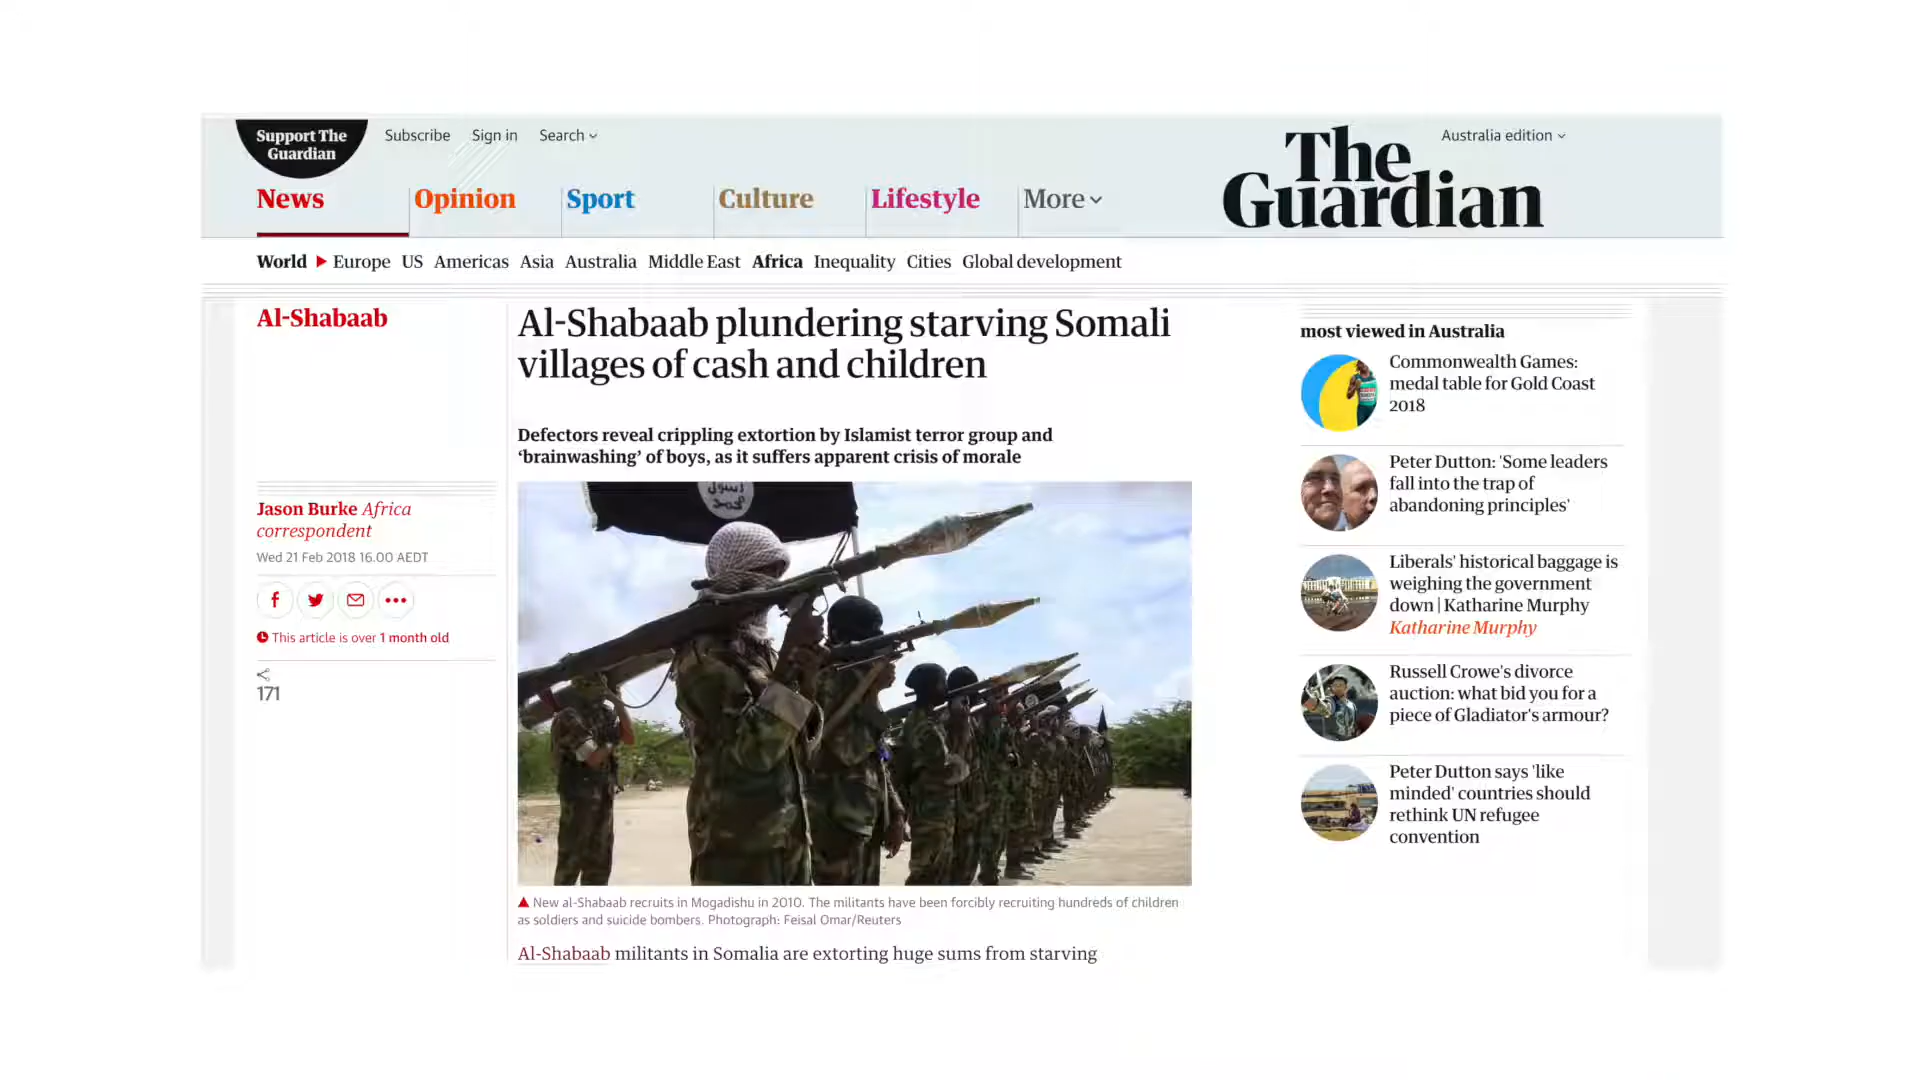 Support The
Guardian
Subscribe
Sign in
Search
Australia edition
The
Guardian
News
Opinion
Sport
Culture
Lifestyle
More
World
Europe
US
Americas
Asia
Australia
Middle East
Africa
Inequality
Cities
Global development
Al-Shabaab
Al-Shabaab plundering starving Somali
villages of cash and children
Defectors reveal crippling extortion by Islamist terror group and
‘brainwashing’ of boys, as it suffers apparent crisis of morale
Jason Burke Africa
correspondent
Wed 21 Feb 2018 16.00 AEDT
This article is over 1 month old
171
رسول
محمد
New al-Shabaab recruits in Mogadishu in 2010. The militants have been forcibly recruiting hundreds of children
as soldiers and suicide bombers. Photograph: Feisal Omar/Reuters
Al-Shabaab militants in Somalia are extorting huge sums from starving
most viewed in Australia
Commonwealth Games:
medal table for Gold Coast
2018
Peter Dutton: 'Some leaders
fall into the trap of
abandoning principles'
Liberals' historical baggage is
weighing the government
down | Katharine Murphy
Katharine Murphy
Russell Crowe's divorce
auction: what bid you for a
piece of Gladiator's armour?
Peter Dutton says 'like
minded' countries should
rethink UN refugee
convention